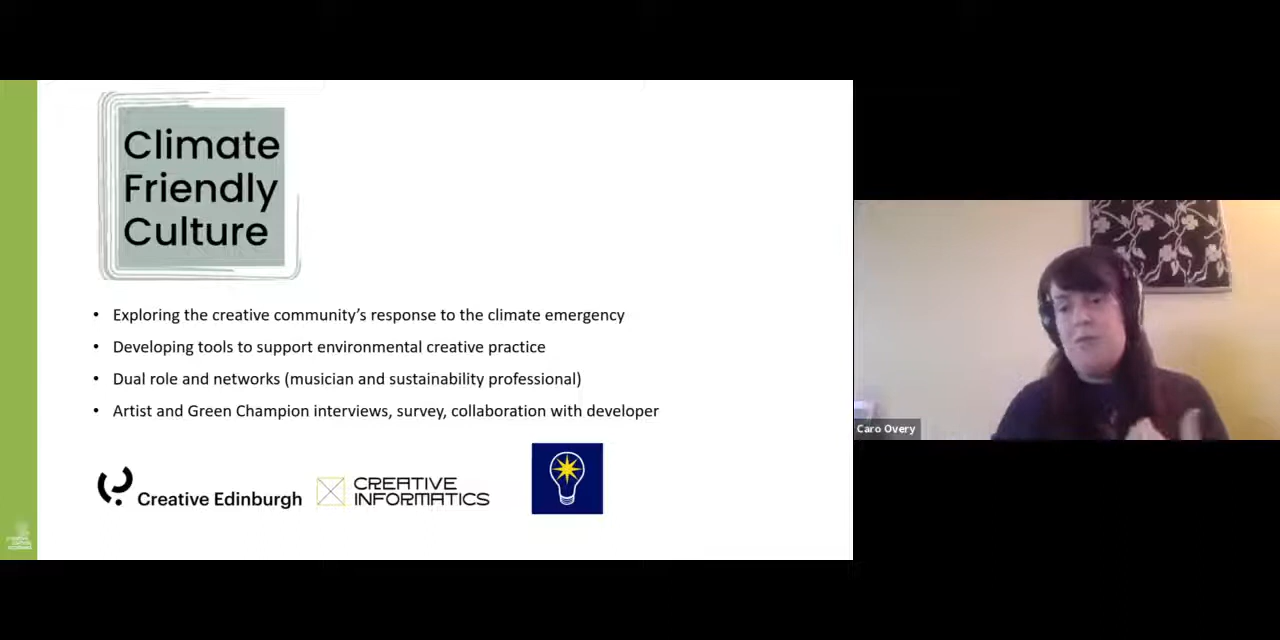 Climate
Friendly
Culture
• Exploring the creative community’s response to the climate emergency
• Developing tools to support environmental creative practice
• Dual role and networks (musician and sustainability professional)
• Artist and Green Champion interviews, survey, collaboration with developer
Creative Edinburgh
CREATIVE
INFORMATICS
Caro Overy